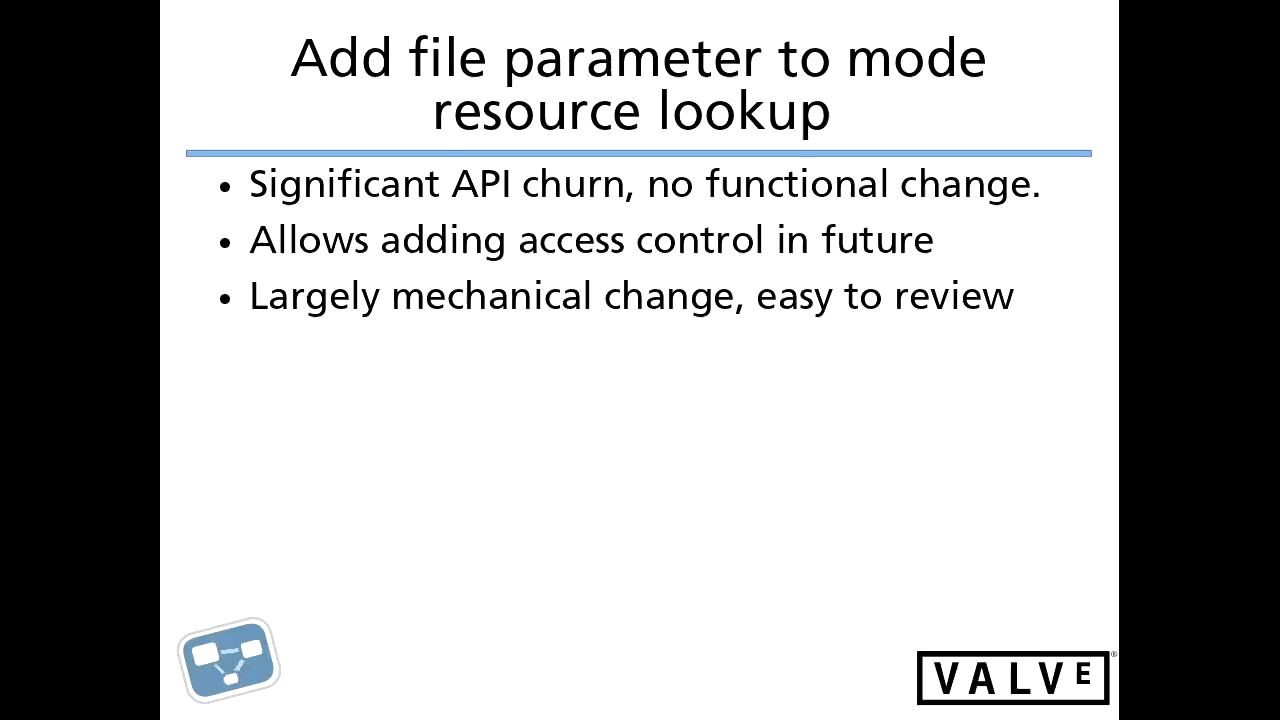 Add file parameter to mode
resource lookup
• Significant API churn, no functional change.
• Allows adding access control in future
• Largely mechanical change, easy to review
VALVE®